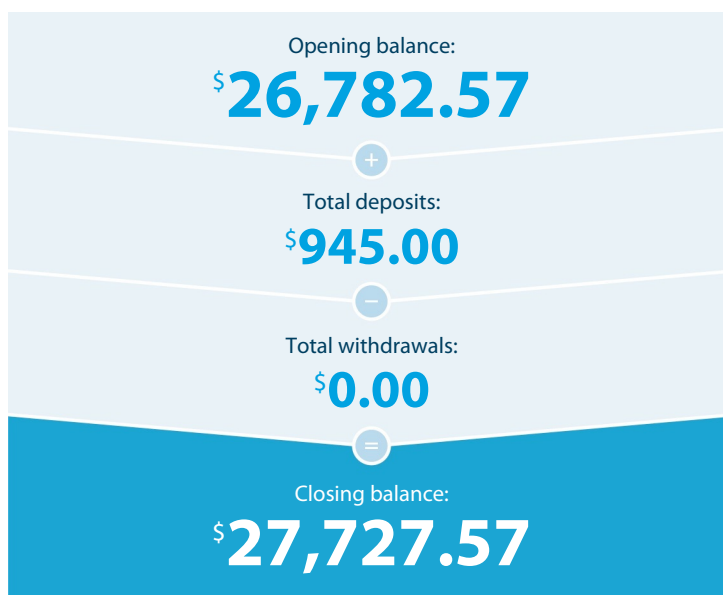 Opening balance:
$26,782.57
+
Total deposits:
$945.00
−
Total withdrawals:
$0.00
=
Closing balance:
$27,727.57